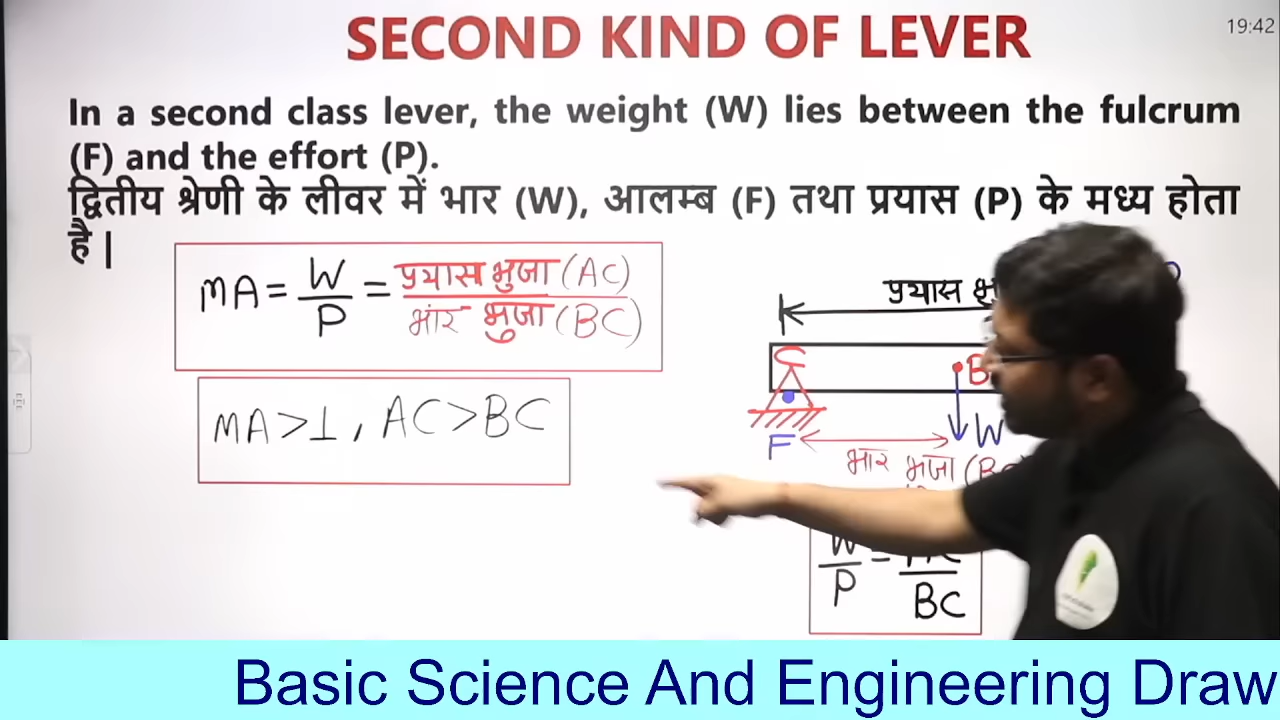 SECOND KIND OF LEVER
19:42
In a second class lever, the weight (W) lies between the fulcrum
(F) and the effort (P).
द्वितीय श्रेणी के लीवर में भार (W), आलम्ब (F) तथा प्रयास (P) के मध्य होता
है |
MA = W/P = प्रयास भुजा (AC) / भार भुजा (BC)
MA > 1, AC > BC
प्रयास
C
B
F
W
भार भुजा
W/P = AC/BC
Basic Science And Engineering Draw